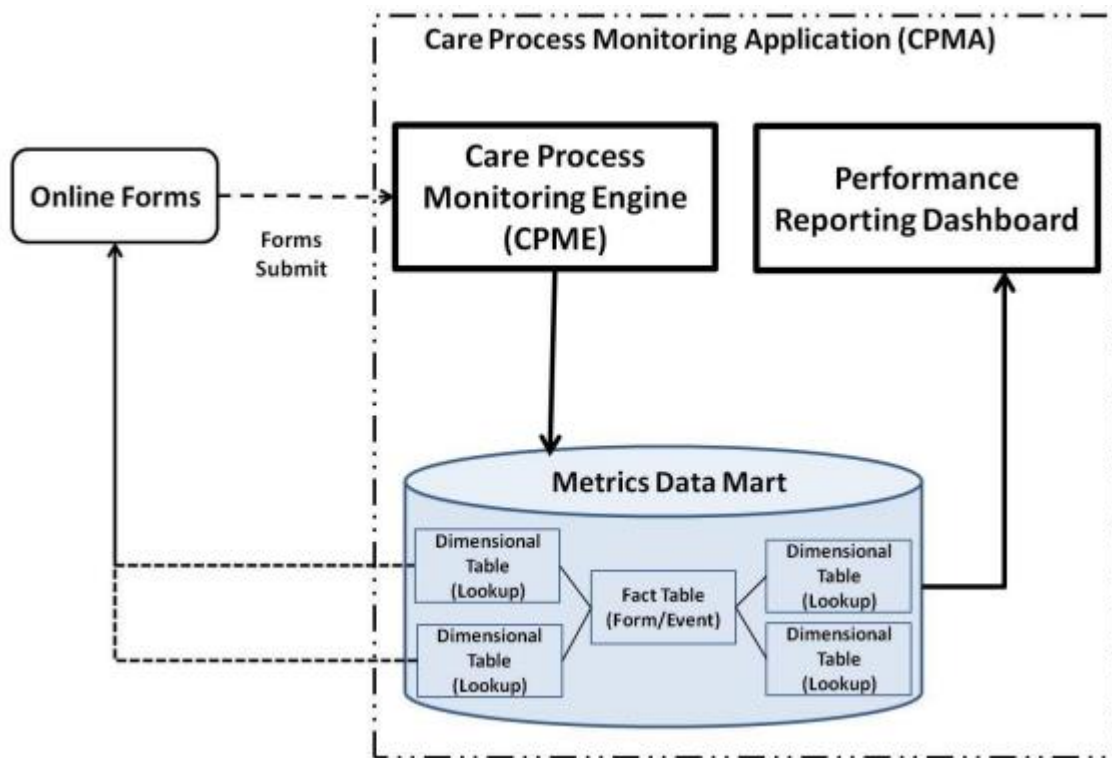 Care Process Monitoring Application (CPMA)
Online Forms
Forms
Submit
Care Process
Monitoring Engine
(CPME)
Performance
Reporting Dashboard
Metrics Data Mart
Dimensional
Table
(Lookup)
Dimensional
Table
(Lookup)
Fact Table
(Form/Event)
Dimensional
Table
(Lookup)
Dimensional
Table
(Lookup)